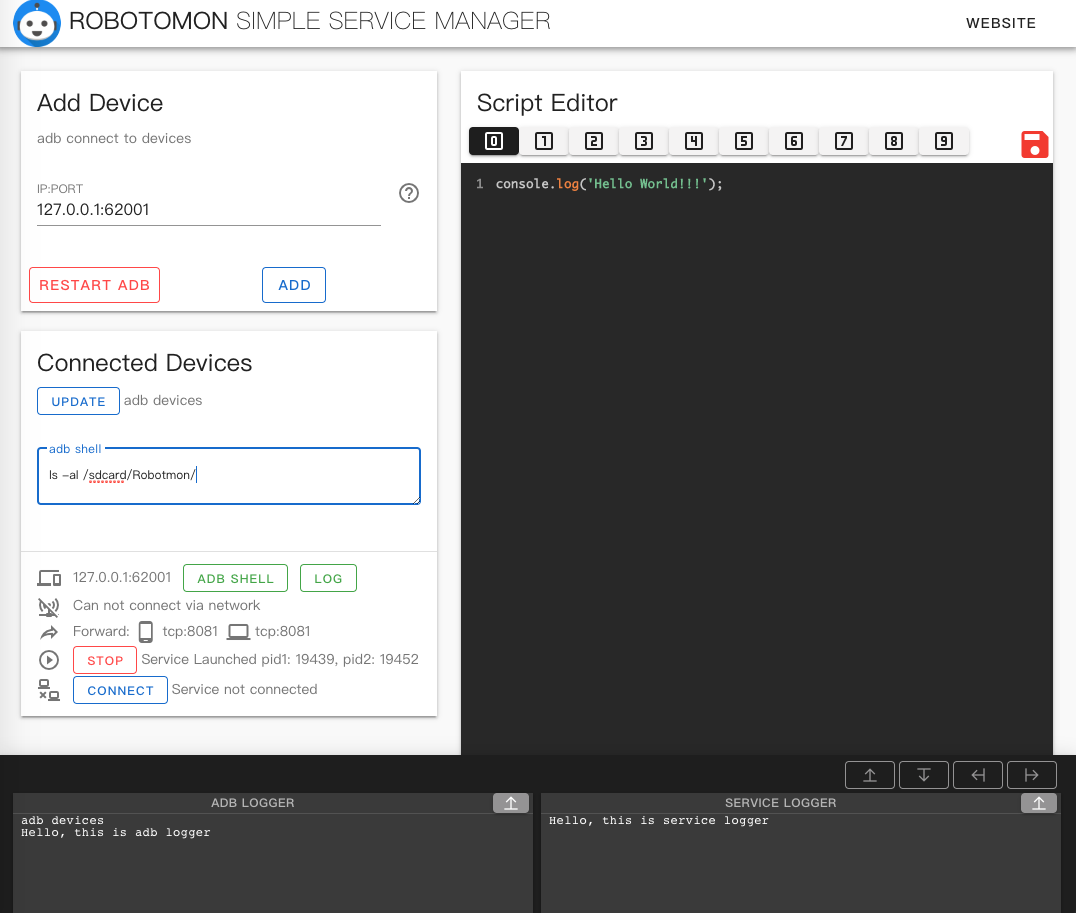 ROBOTOMON SIMPLE SERVICE MANAGER
WEBSITE
Add Device
adb connect to devices
IP:PORT
127.0.0.1:62001
RESTART ADB
ADD
Connected Devices
UPDATE adb devices
adb shell
ls -al /sdcard/Robotmon/
127.0.0.1:62001 ADB SHELL LOG
Can not connect via network
Forward: tcp:8081 tcp:8081
STOP Service Launched pid1: 19439, pid2: 19452
CONNECT Service not connected
Script Editor
0 1 2 3 4 5 6 7 8 9
1 console.log('Hello World!!!');
ADB LOGGER
adb devices
Hello, this is adb logger
SERVICE LOGGER
Hello, this is service logger